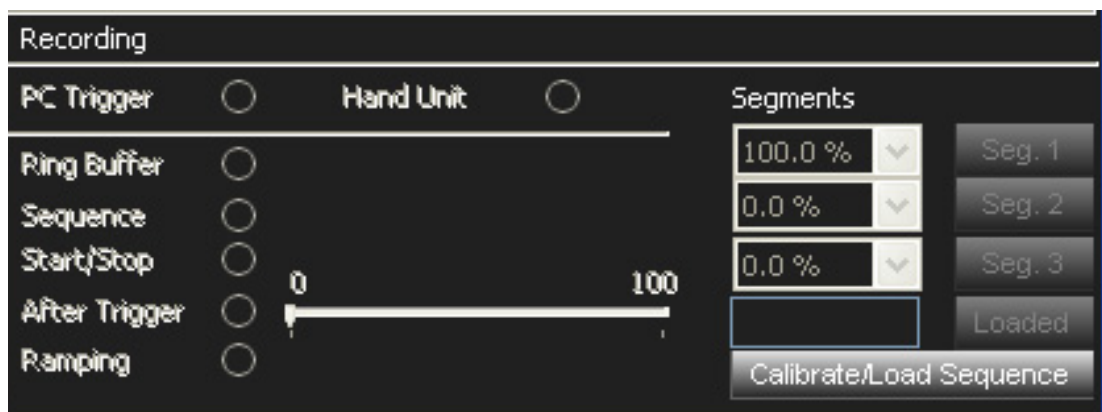 Recording
PC Trigger Hand Unit
Segments
Ring Buffer
Sequence
Start/Stop
After Trigger
Ramping
0 100
100.0 % Seg. 1
0.0 % Seg. 2
0.0 % Seg. 3
Loaded
Calibrate/Load Sequence